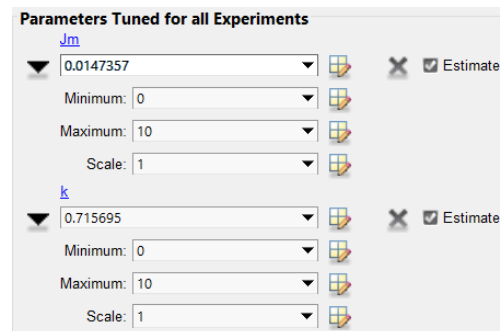 Parameters Tuned for all Experiments
Jm
0.0147357 Estimate
Minimum: 0
Maximum: 10
Scale: 1
k
0.715695 Estimate
Minimum: 0
Maximum: 10
Scale: 1